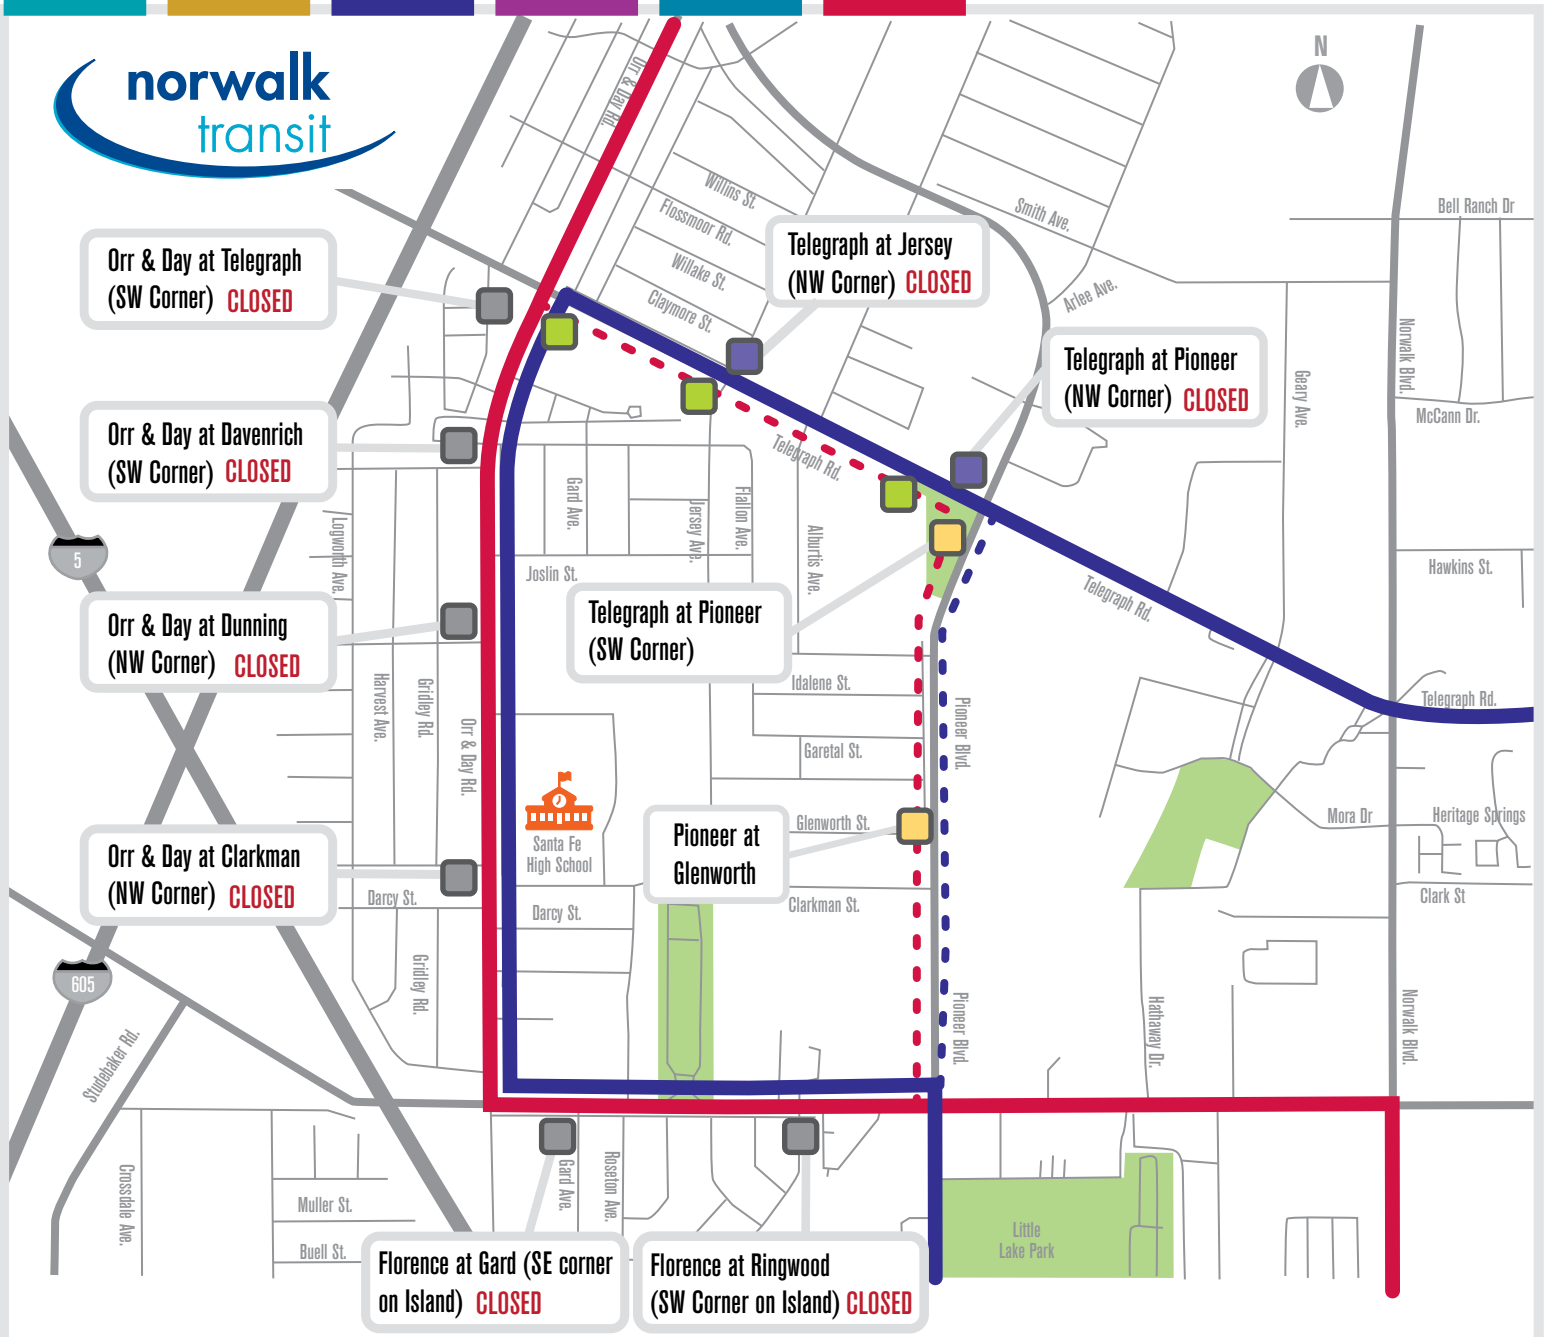 norwalk
transit
N
Orr & Day Rd.
Willins St.
Flossmoor Rd.
Willake St.
Claymore St.
Smith Ave.
Bell Ranch Dr
Orr & Day at Telegraph
(SW Corner) CLOSED
Telegraph at Jersey
(NW Corner) CLOSED
Arlee Ave.
Telegraph at Pioneer
(NW Corner) CLOSED
Geary Ave.
Norwalk Blvd.
McCann Dr.
Orr & Day at Davenrich
(SW Corner) CLOSED
Telegraph Rd.
Gard Ave.
Jersey Ave.
Flallon Ave.
Alburtis Ave.
Logworth Ave.
5
Joslin St.
Hawkins St.
Telegraph Rd.
Orr & Day at Dunning
(NW Corner) CLOSED
Telegraph at Pioneer
(SW Corner)
Harvest Ave.
Gridley Rd.
Orr & Day Rd.
Idalene St.
Pioneer Blvd.
Telegraph Rd.
Garetal St.
Glenworth St.
Mora Dr
Heritage Springs
Santa Fe
High School
Pioneer at
Glenworth
Orr & Day at Clarkman
(NW Corner) CLOSED
Darcy St.
Darcy St.
Clarkman St.
Clark St
605
Gridley Rd.
Pioneer Blvd.
Hathaway Dr.
Norwalk Blvd.
Studebaker Rd.
Crossdale Ave.
Muller St.
Buell St.
Gard Ave.
Roseton Ave.
Little
Lake Park
Florence at Gard (SE corner
on Island) CLOSED
Florence at Ringwood
(SW Corner on Island) CLOSED